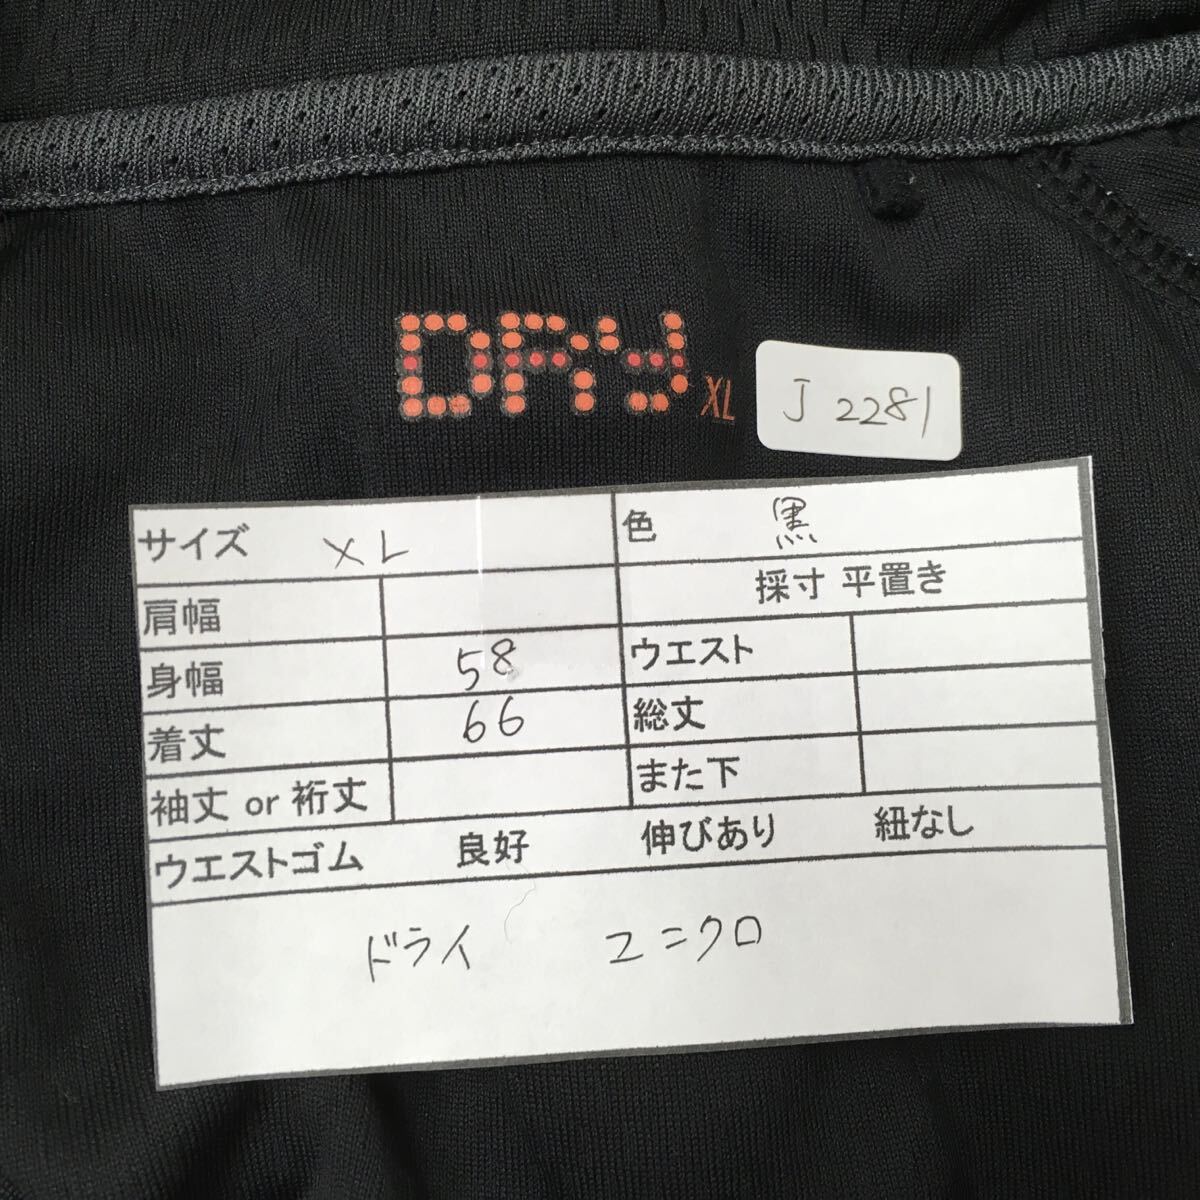 DRY XL
J 2281
サイズ XL 色 黒
肩幅 採寸 平置き
身幅 58 ウエスト
着丈 66 総丈
袖丈 or 裄丈 また下
ウエストゴム 良好 伸びあり 紐なし
ドライ ユニクロ